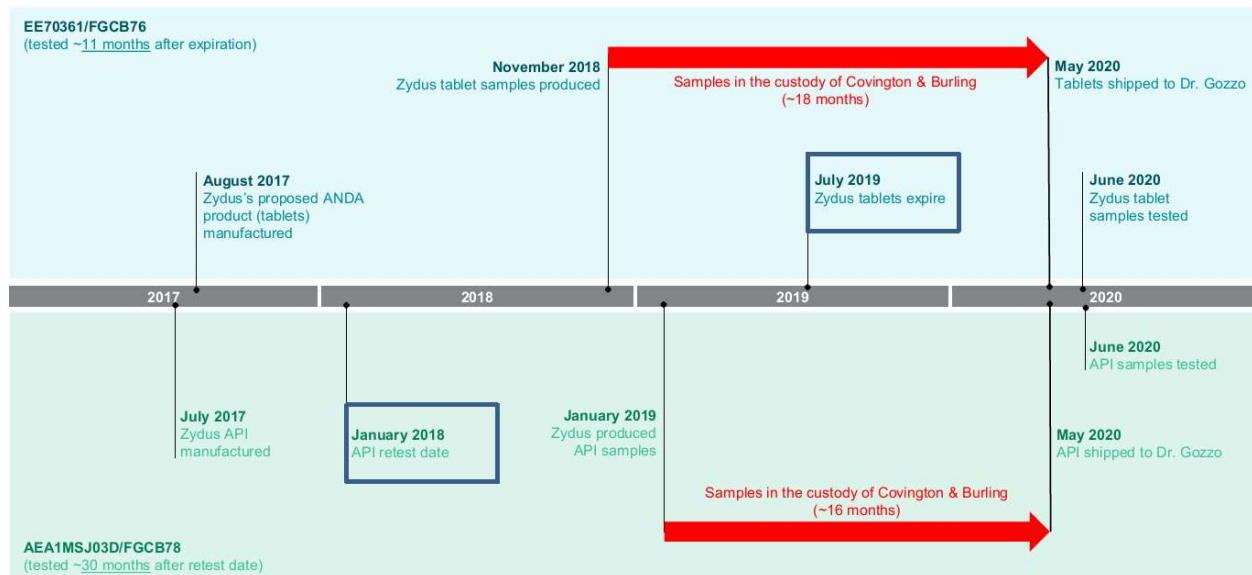 EE70361/FGCB76
(tested ~11 months after expiration)
November 2018
Zydus tablet samples produced
Samples in the custody of Covington & Burling
(~18 months)
May 2020
Tablets shipped to Dr. Gozzo
August 2017
Zydus's proposed ANDA
product (tablets)
manufactured
July 2019
Zydus tablets expire
June 2020
Zydus tablet
samples tested
2017
2018
2019
2020
July 2017
Zydus API
manufactured
January 2018
API retest date
January 2019
Zydus produced
API samples
June 2020
API samples tested
May 2020
API shipped to Dr. Gozzo
Samples in the custody of Covington & Burling
(~16 months)
AEA1MSJ03D/FGCB78
(tested ~30 months after retest date)